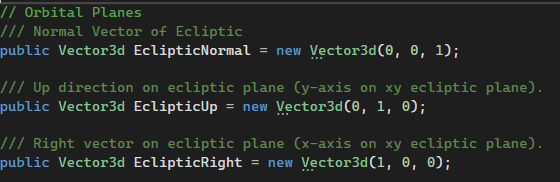 // Orbital Planes
/// Normal Vector of Ecliptic
public Vector3d EclipticNormal = new Vector3d(0, 0, 1);
/// Up direction on ecliptic plane (y-axis on xy ecliptic plane).
public Vector3d EclipticUp = new Vector3d(0, 1, 0);
/// Right vector on ecliptic plane (x-axis on xy ecliptic plane).
public Vector3d EclipticRight = new Vector3d(1, 0, 0);